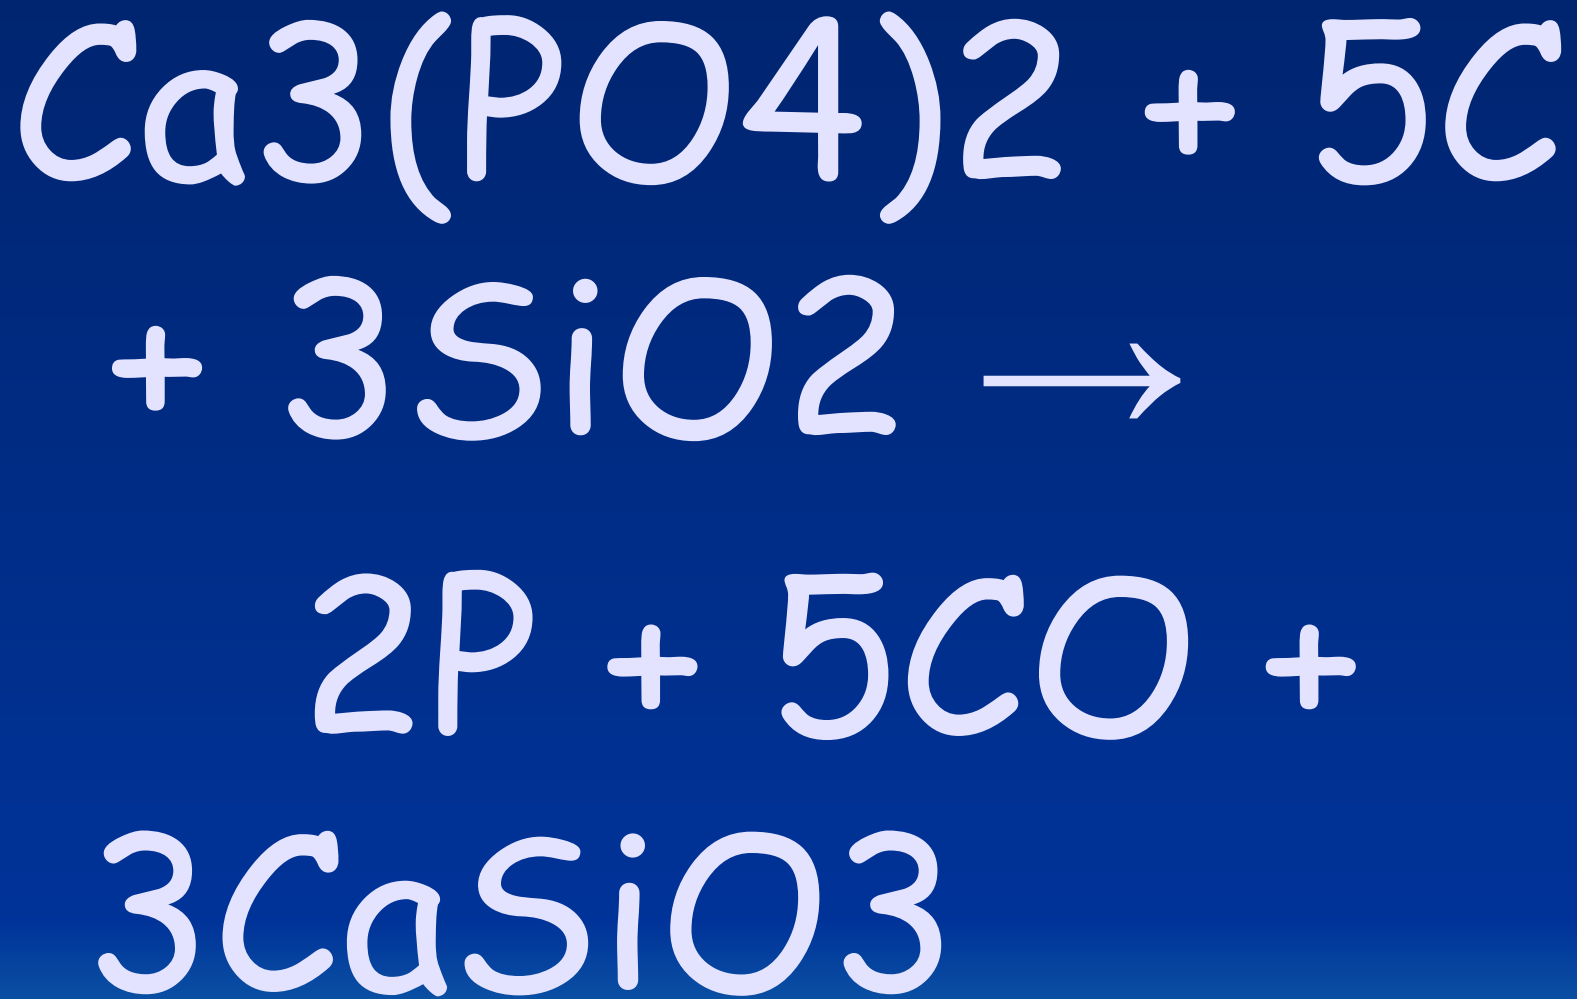 Ca3(PO4)2 + 5C
+ 3SiO2 →
2P + 5CO +
3CaSiO3